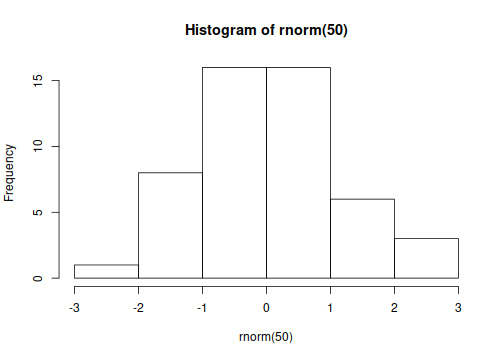 Histogram of rnorm(50)
Frequency
15
10
5
0
-3 -2 -1 0 1 2 3
rnorm(50)